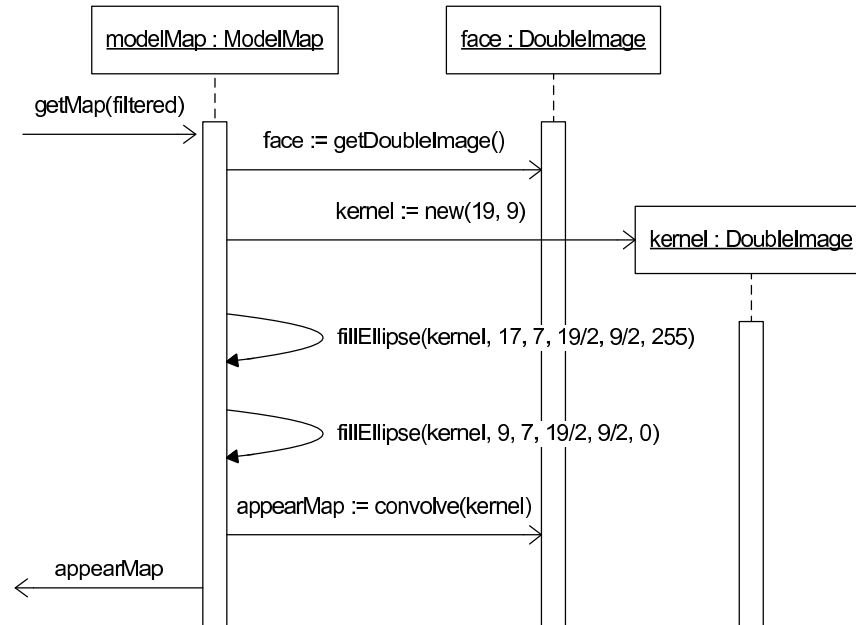 modelMap : ModelMap
face : DoubleImage
getMap(filtered)
face := getDoubleImage()
kernel := new(19, 9)
kernel : DoubleImage
fillEllipse(kernel, 17, 7, 19/2, 9/2, 255)
fillEllipse(kernel, 9, 7, 19/2, 9/2, 0)
appearMap := convolve(kernel)
appearMap